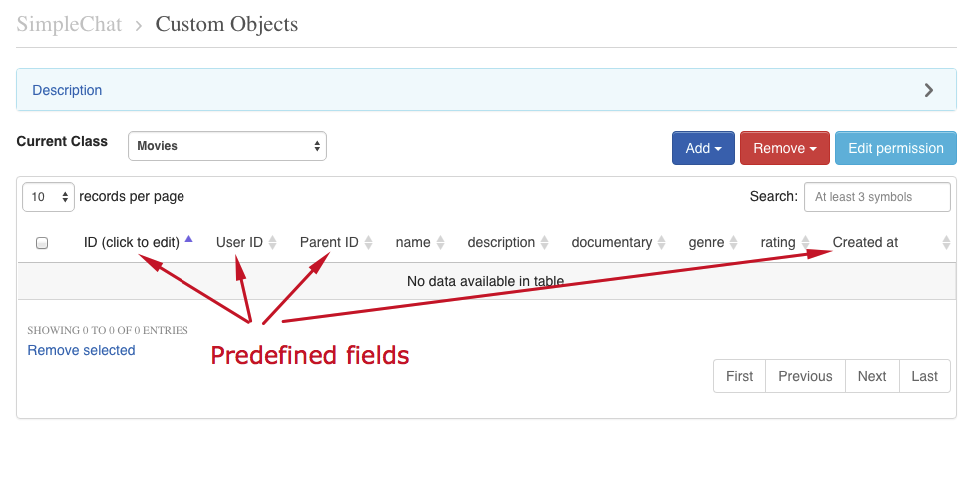 SimpleChat › Custom Objects
Description
Current Class Movies Add Remove Edit permission
10 records per page Search: At least 3 symbols
ID (click to edit) User ID Parent ID name description documentary genre rating Created at
No data available in table
SHOWING 0 TO 0 OF 0 ENTRIES
Remove selected
Predefined fields
First Previous Next Last